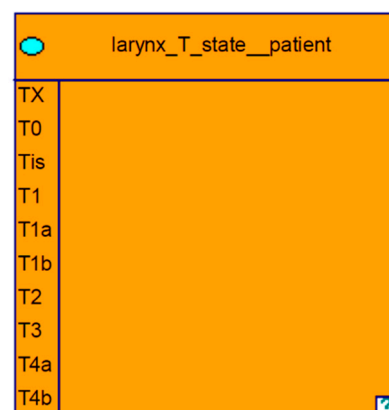 larynx_T_state__patient
TX
T0
Tis
T1
T1a
T1b
T2
T3
T4a
T4b
?